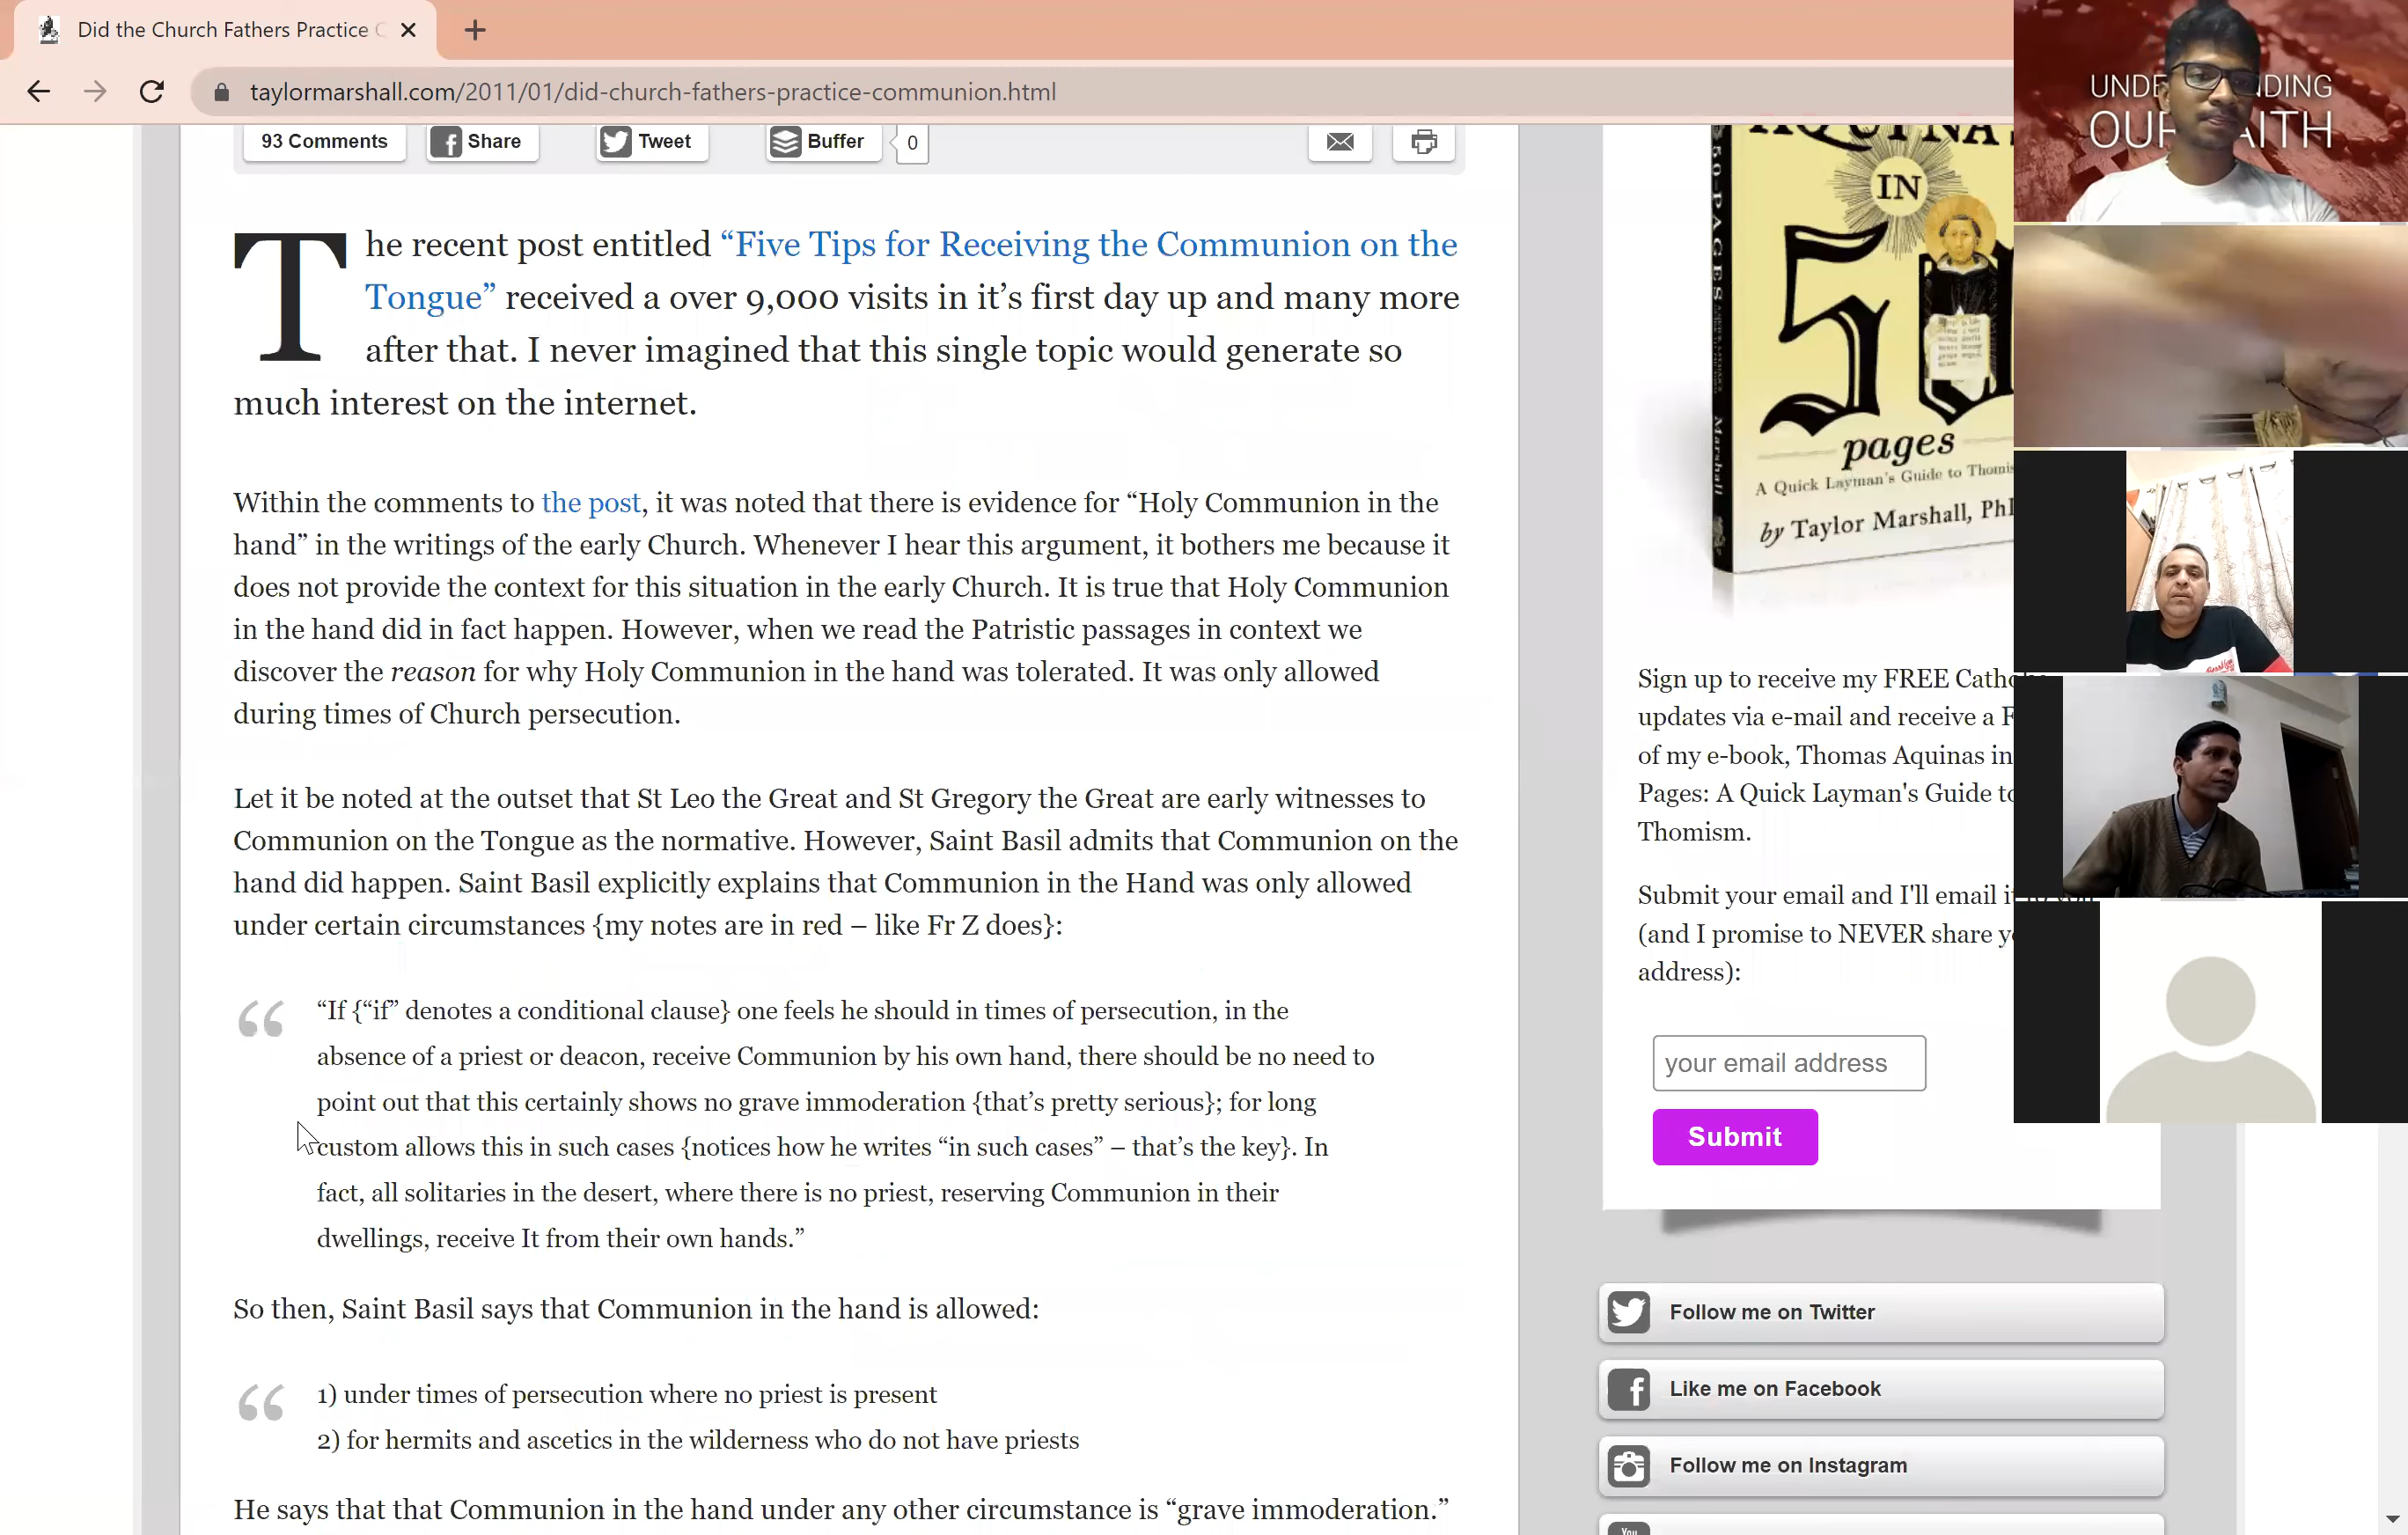 Did the Church Fathers Practice C
taylormarshall.com/2011/01/did-church-fathers-practice-communion.html
93 Comments
Share
Tweet
Buffer
0
The recent post entitled “Five Tips for Receiving the Communion on the
Tongue” received a over 9,000 visits in it’s first day up and many more
after that. I never imagined that this single topic would generate so
much interest on the internet.
Within the comments to the post, it was noted that there is evidence for “Holy Communion in the
hand” in the writings of the early Church. Whenever I hear this argument, it bothers me because it
does not provide the context for this situation in the early Church. It is true that Holy Communion
in the hand did in fact happen. However, when we read the Patristic passages in context we
discover the reason for why Holy Communion in the hand was tolerated. It was only allowed
during times of Church persecution.
Let it be noted at the outset that St Leo the Great and St Gregory the Great are early witnesses to
Communion on the Tongue as the normative. However, Saint Basil admits that Communion on the
hand did happen. Saint Basil explicitly explains that Communion in the Hand was only allowed
under certain circumstances {my notes are in red – like Fr Z does}:
“If {“if” denotes a conditional clause} one feels he should in times of persecution, in the
absence of a priest or deacon, receive Communion by his own hand, there should be no need to
point out that this certainly shows no grave immoderation {that’s pretty serious}; for long
custom allows this in such cases {notices how he writes “in such cases” – that’s the key}. In
fact, all solitaries in the desert, where there is no priest, reserving Communion in their
dwellings, receive It from their own hands.”
So then, Saint Basil says that Communion in the hand is allowed:
1) under times of persecution where no priest is present
2) for hermits and ascetics in the wilderness who do not have priests
He says that that Communion in the hand under any other circumstance is “grave immoderation.”
IN
50
pages
A Quick Layman's Guide to Thomis
by Taylor Marshall, PhD
50-PAGES
Marshall
Sign up to receive my FREE Catho
updates via e-mail and receive a F
of my e-book, Thomas Aquinas in
Pages: A Quick Layman's Guide to
Thomism.
Submit your email and I'll email it to you
(and I promise to NEVER share yo
address):
your email address
Submit
Follow me on Twitter
Like me on Facebook
Follow me on Instagram
You
UNDE NDING
OUR AITH